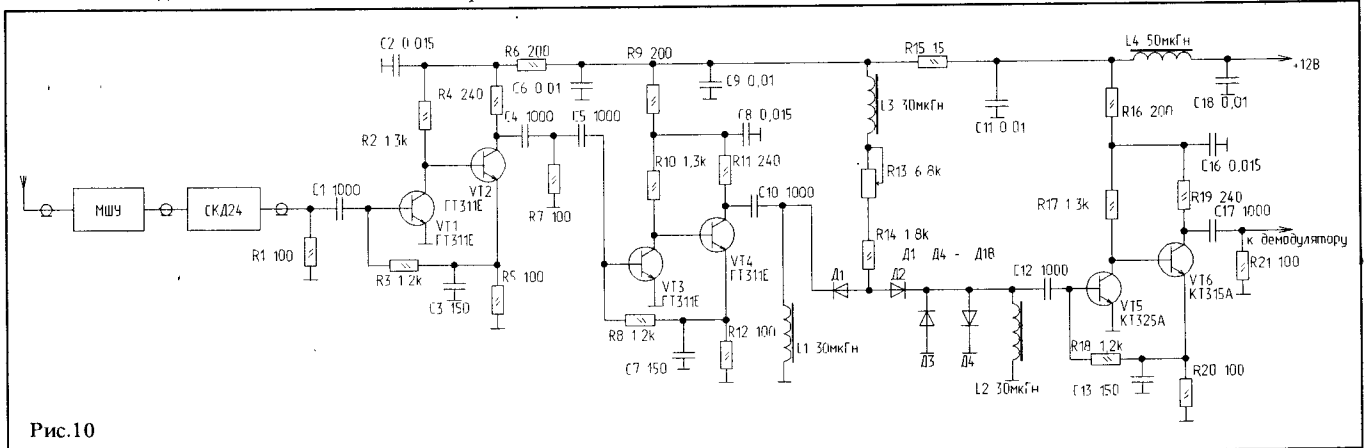 C2 0,015
R6 200
R9 200
R15 15
L4 50мкГн
+12В
R4 240
C6 0,01
C9 0,01
C18 0,01
L3 30мкГн
C11 0,01
R16 200
C4 1000
C5 1000
C8 0,015
C16 0,015
R2 1,3k
R10 1,3k
R11 240
R13 6,8k
R19 240
C1 1000
VT2
ГТ311Е
R7 100
C10 1000
R17 1,3k
C17 1000
МШУ
СКД24
VT1
ГТ311Е
к демодулятору
R14 1,8k
R1 100
VT4
ГТ311Е
Д1
Д2
Д1 Д4 - Д18
C12 1000
VT6
КТ315А
R21 100
VT3
ГТ311Е
R3 1,2k
R5 100
VT5
КТ325А
C3 150
R8 1,2k
R12 100
L1 30мкГн
Д3
Д4
R18 1,2k
C7 150
L2 30мкГн
C13 150
R20 100
Рис.10